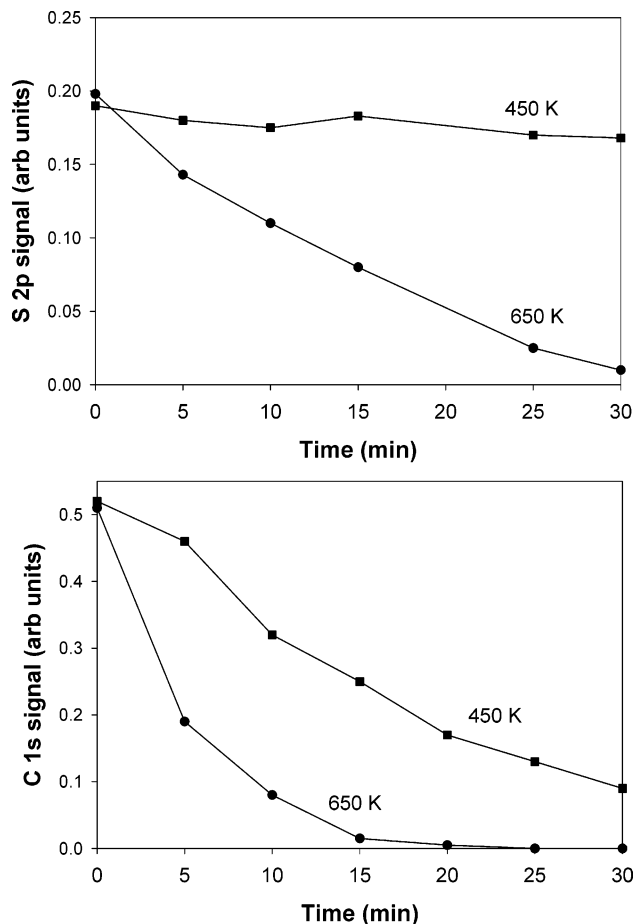 S 2p signal (arb units)
0.25
0.20
0.15
0.10
0.05
0.00
450 K
650 K
0 5 10 15 20 25 30
Time (min)
C 1s signal (arb units)
0.5
0.4
0.3
0.2
0.1
0.0
450 K
650 K
0 5 10 15 20 25 30
Time (min)